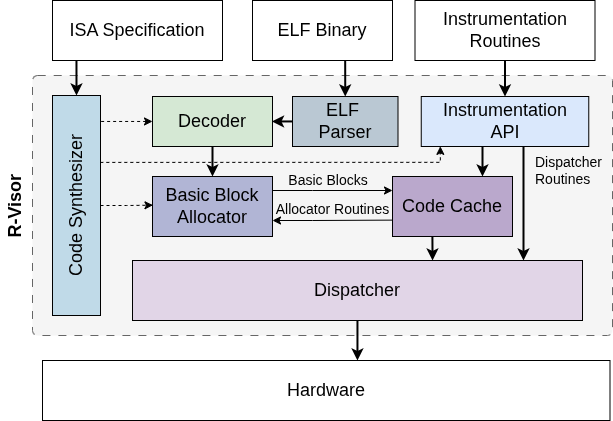 ISA Specification
ELF Binary
Instrumentation
Routines
R-Visor
Code Synthesizer
Decoder
ELF
Parser
Instrumentation
API
Dispatcher
Routines
Basic Block
Allocator
Basic Blocks
Allocator Routines
Code Cache
Dispatcher
Hardware